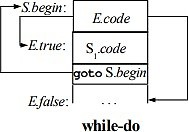 S.begin:
E.code
E.true:
S1.code
goto S.begin
E.false:
...
while-do